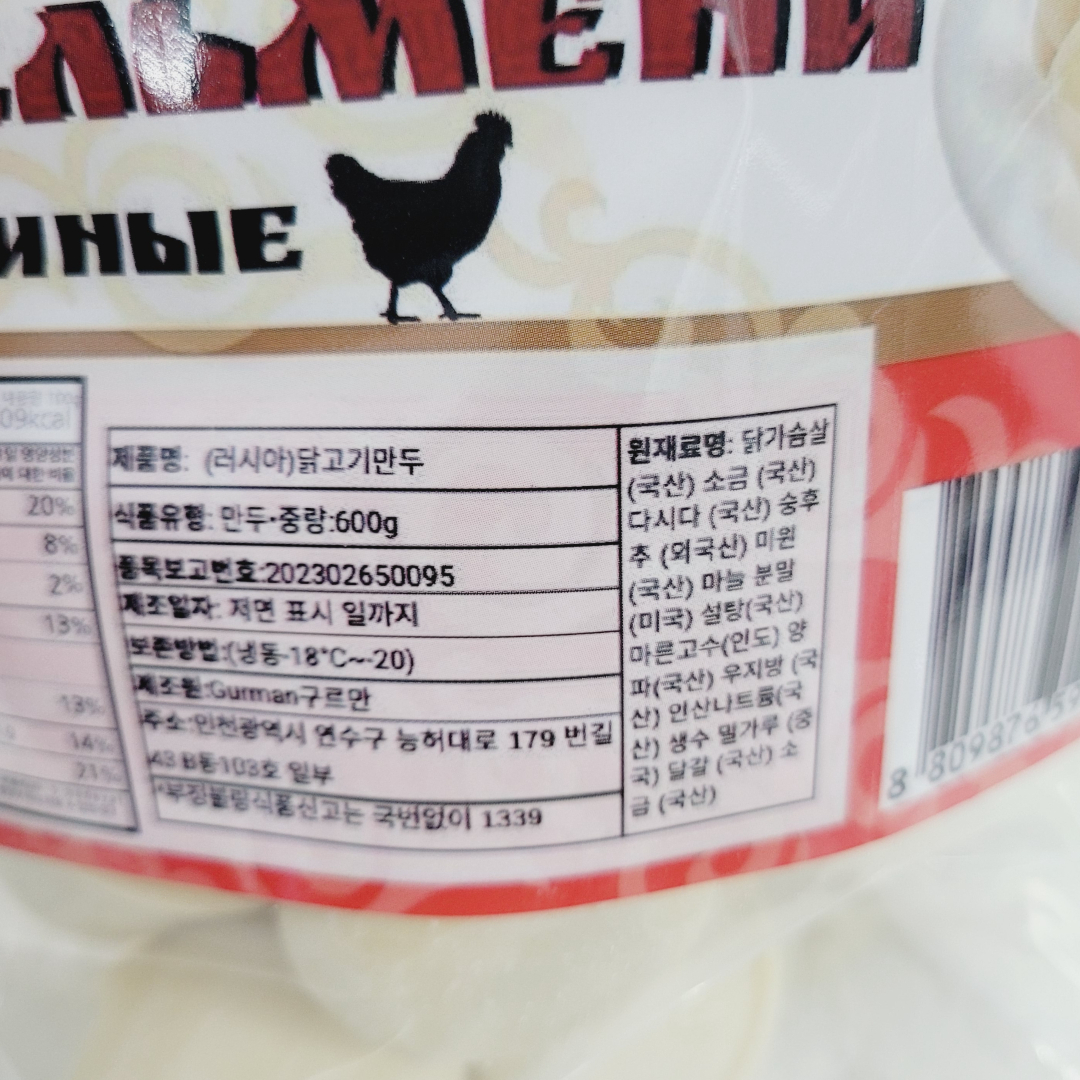 ЛЬМЕНИ
ИНЫЕ
09kcal
20%
8%
2%
13%
13%
14%
21%
제품명: (러시아)닭고기만두
식품유형: 만두·중량:600g
품목보고번호:202302650095
제조일자: 저면 표시 일까지
보존방법:(냉동-18°C~-20)
제조원:Gurman구르만
주소:인천광역시 연수구 능허대로 179 번길
43 B동103호 일부
*부정불량식품신고는 국번없이 1339
원재료명: 닭가슴살
(국산) 소금 (국산)
다시다 (국산) 숭후
추 (외국신) 미원
(국산) 마늘 분말
(미국) 설탕(국산)
마른고수(인도) 양
파(국산) 우지방 (국
산) 인산나트륨(국
산) 생수 밀가루 (중
국) 달걀 (국산) 소
금 (국산)
8 809876